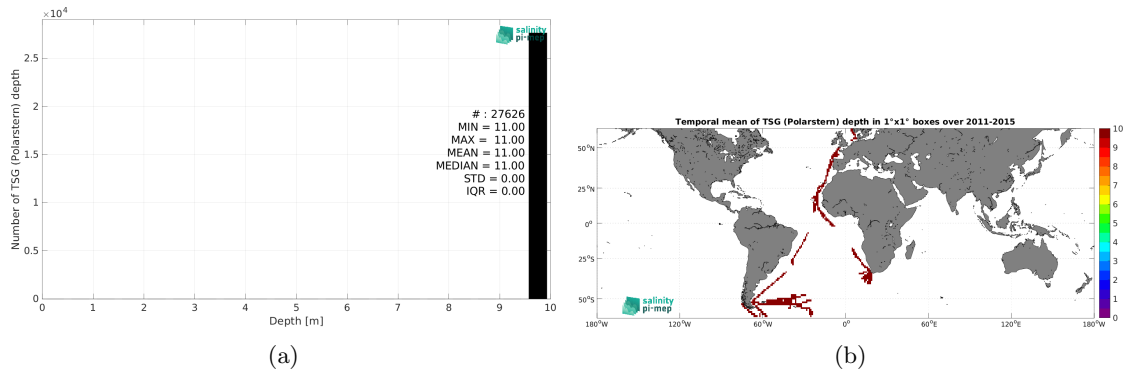 ×10⁴
salinity
pi-mep
2.5
2
1.5
1
0.5
0
Number of TSG (Polarstern) depth
# : 27626
MIN = 11.00
MAX = 11.00
MEAN = 11.00
MEDIAN = 11.00
STD = 0.00
IQR = 0.00
0 1 2 3 4 5 6 7 8 9 10
Depth [m]
(a)
Temporal mean of TSG (Polarstern) depth in 1°x1° boxes over 2011-2015
50°N
25°N
0°
25°S
50°S
salinity
pi-mep
180°W 120°W 60°W 0° 60°E 120°E 180°W
10
9
8
7
6
5
4
3
2
1
0
(b)